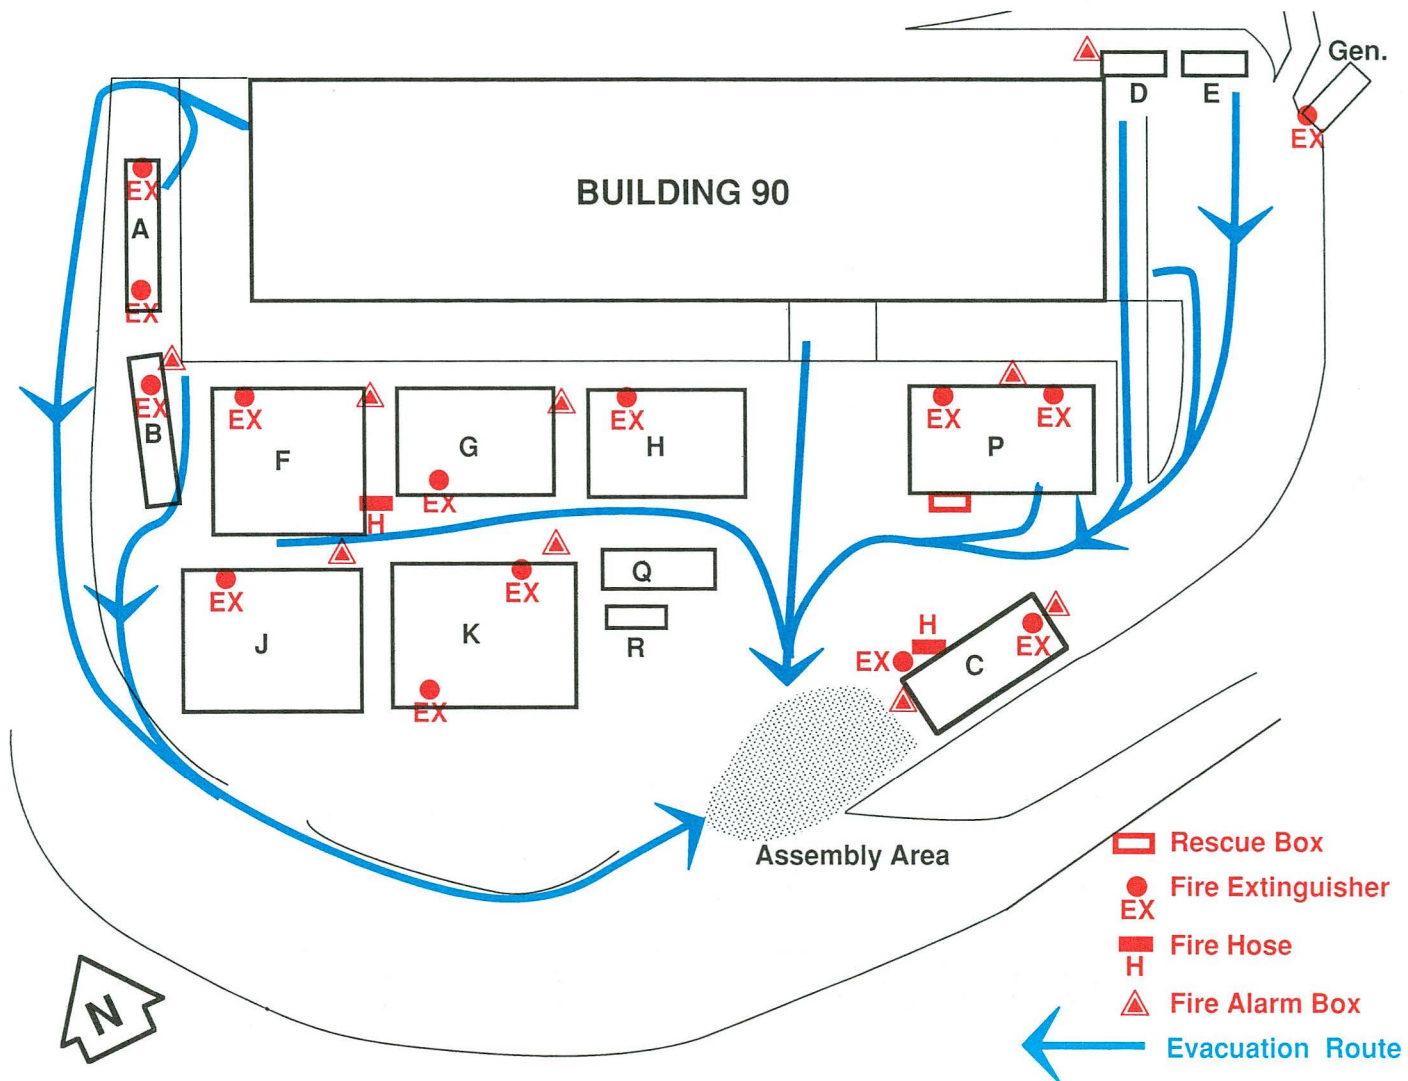 Gen.
D
E
EX
BUILDING 90
EX
A
EX
EX
B
EX
F
G
EX
EX
H
EX
EX
P
H
EX
J
EX
K
EX
Q
R
H
EX
EX
C
Assembly Area
Rescue Box
EX
Fire Extinguisher
H
Fire Hose
Fire Alarm Box
Evacuation Route
N